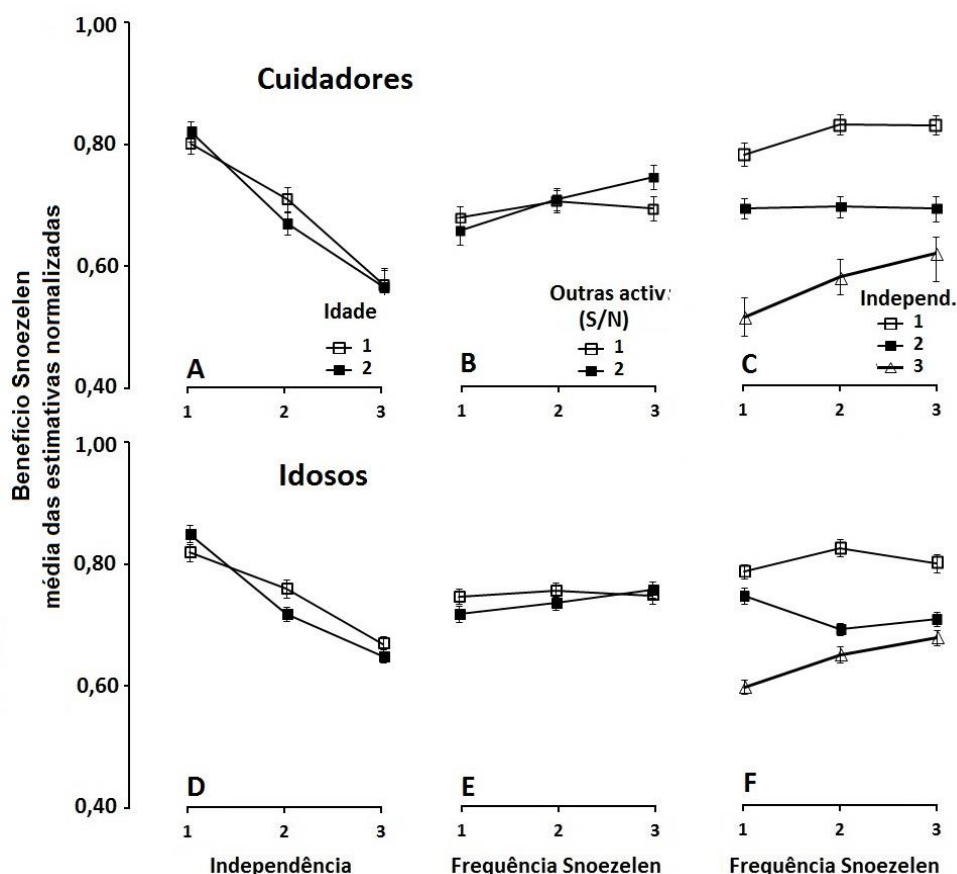 1,00
Cuidadores
0,80
0,60
0,40
Idade
1
2
A
1 2 3
Outras activ.
(S/N)
1
2
B
1 2 3
Independ.
1
2
3
C
1 2 3
Benefício Snoezelen
média das estimativas normalizadas
1,00
Idosos
0,80
0,60
0,40
D
1 2 3
Independência
E
1 2 3
Frequência Snoezelen
F
1 2 3
Frequência Snoezelen